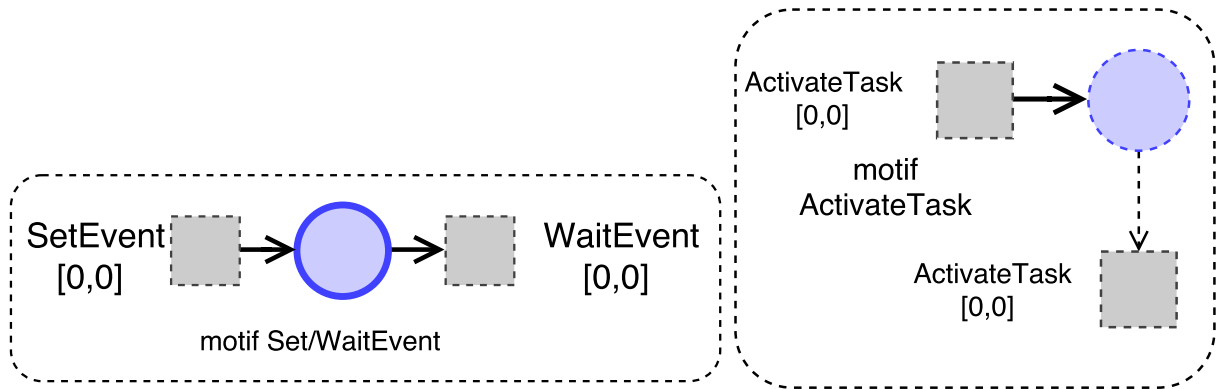 SetEvent
[0,0]
WaitEvent
[0,0]
motif Set/WaitEvent
ActivateTask
[0,0]
motif
ActivateTask
ActivateTask
[0,0]